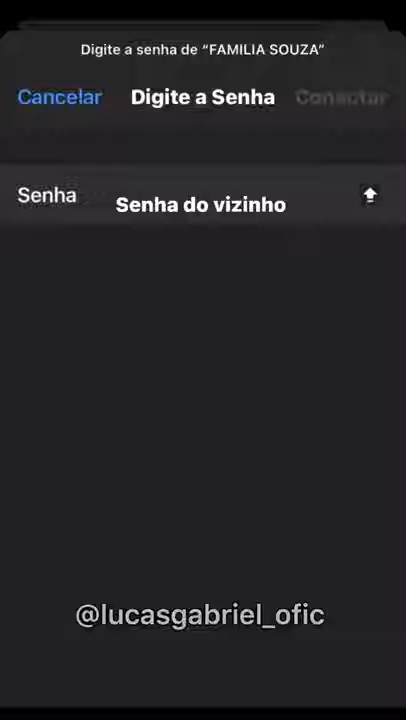 Digite a senha de “FAMILIA SOUZA”
Cancelar Digite a Senha Conectar
Senha Senha do vizinho
@lucasgabriel_ofic